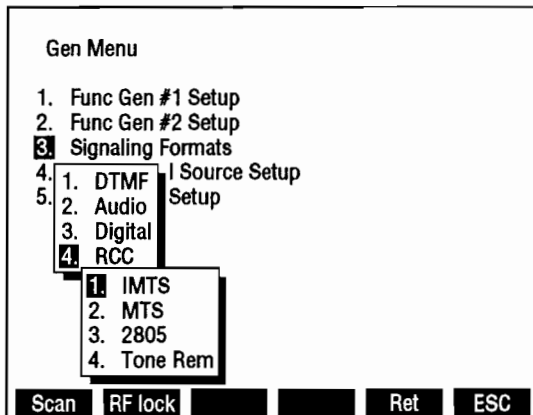 Gen Menu
1. Func Gen #1 Setup
2. Func Gen #2 Setup
3. Signaling Formats
4. l Source Setup
5. Setup
1. DTMF
2. Audio
3. Digital
4. RCC
1. IMTS
2. MTS
3. 2805
4. Tone Rem
Scan RF lock Ret ESC